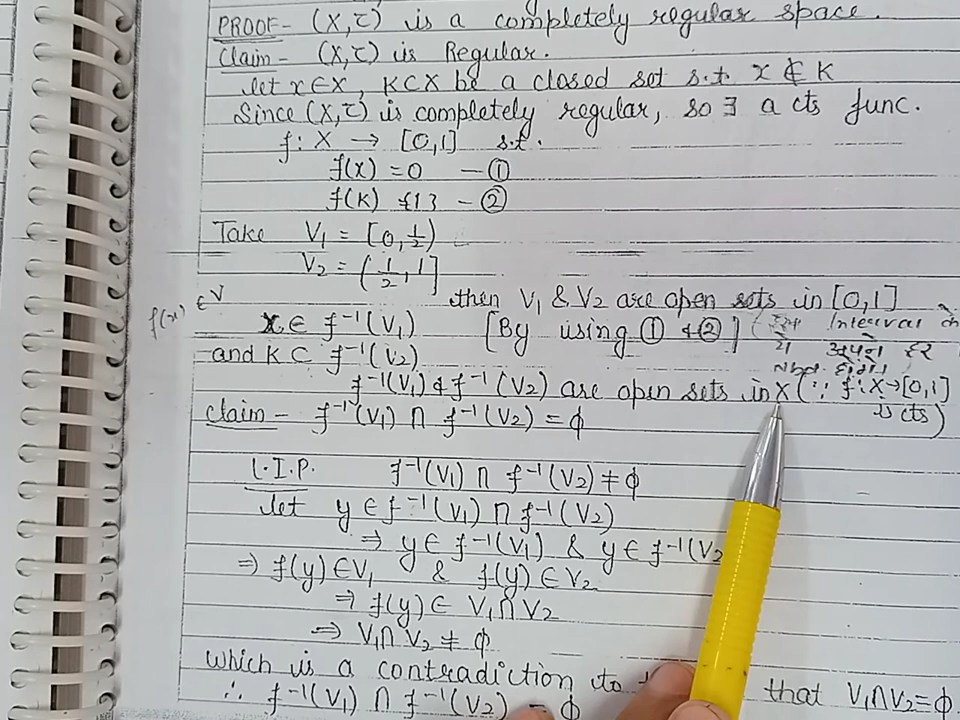 PROOF- (X,τ) is a completely regular space.
Claim- (X,τ) is Regular.
let x∈X, K⊂X be a closed set s.t. x ∉ K
Since (X,τ) is completely regular, so ∃ a cts func.
f: X → [0,1] s.t.
f(x) = 0 — ①
f(K) {1} — ②
Take V₁ = [0,½)
V₂ = (½,1]
then V₁ & V₂ are open sets in [0,1]
f(x) ∈ V
x ∈ f⁻¹(V₁) [By using ① & ②] Interval
and K ⊂ f⁻¹(V₂) अपना हर
f⁻¹(V₁) & f⁻¹(V₂) are open sets in X (∵ f: X→[0,1]
is cts)
Claim- f⁻¹(V₁) ∩ f⁻¹(V₂) = ϕ
L.I.P. f⁻¹(V₁) ∩ f⁻¹(V₂) ≠ ϕ
let y ∈ f⁻¹(V₁) ∩ f⁻¹(V₂)
⇒ y ∈ f⁻¹(V₁) & y ∈ f⁻¹(V₂
⇒ f(y) ∈ V₁ & f(y) ∈ V₂
⇒ f(y) ∈ V₁∩V₂
⇒ V₁∩V₂ ≠ ϕ
Which is a contradiction to that V₁∩V₂=ϕ
∴ f⁻¹(V₁) ∩ f⁻¹(V₂) = ϕ